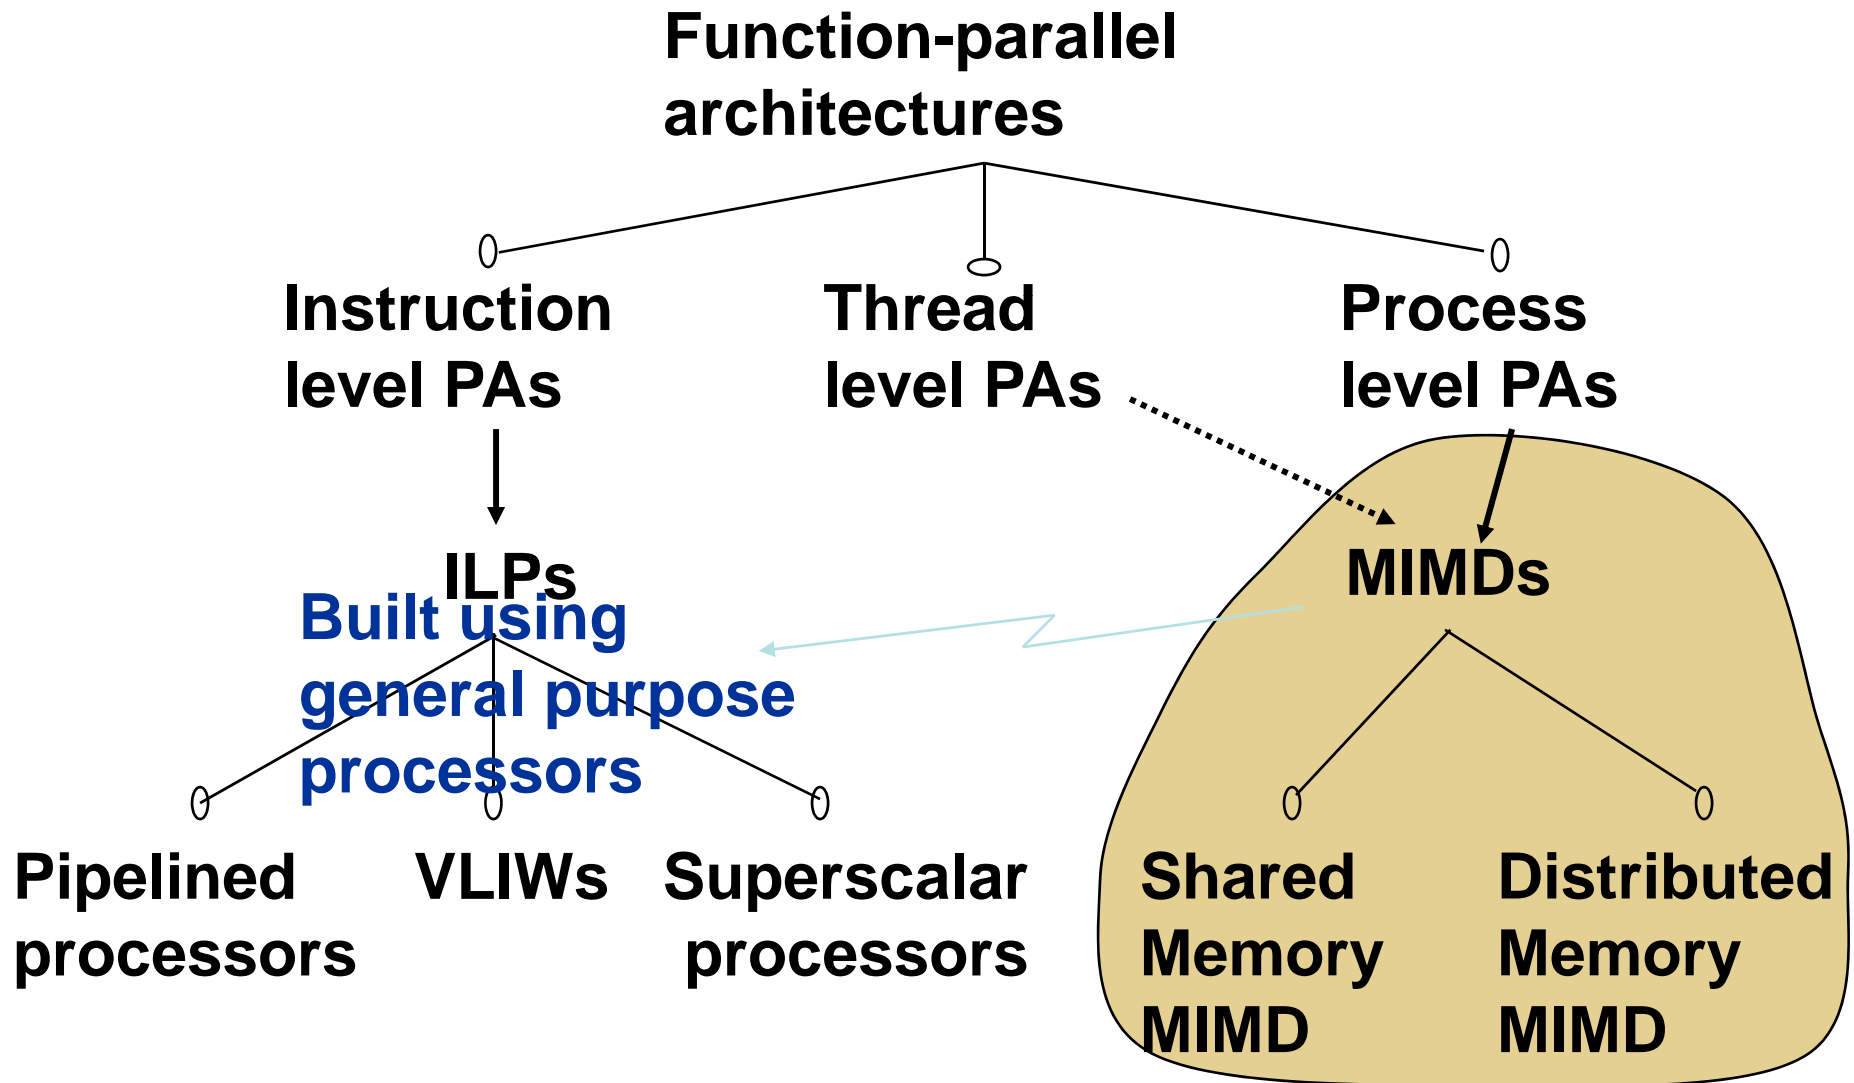 Function-parallel
architectures
Instruction
level PAs
Thread
level PAs
Process
level PAs
ILPs
MIMDs
Built using
general purpose
processors
Pipelined
processors
VLIWs
Superscalar
processors
Shared
Memory
MIMD
Distributed
Memory
MIMD